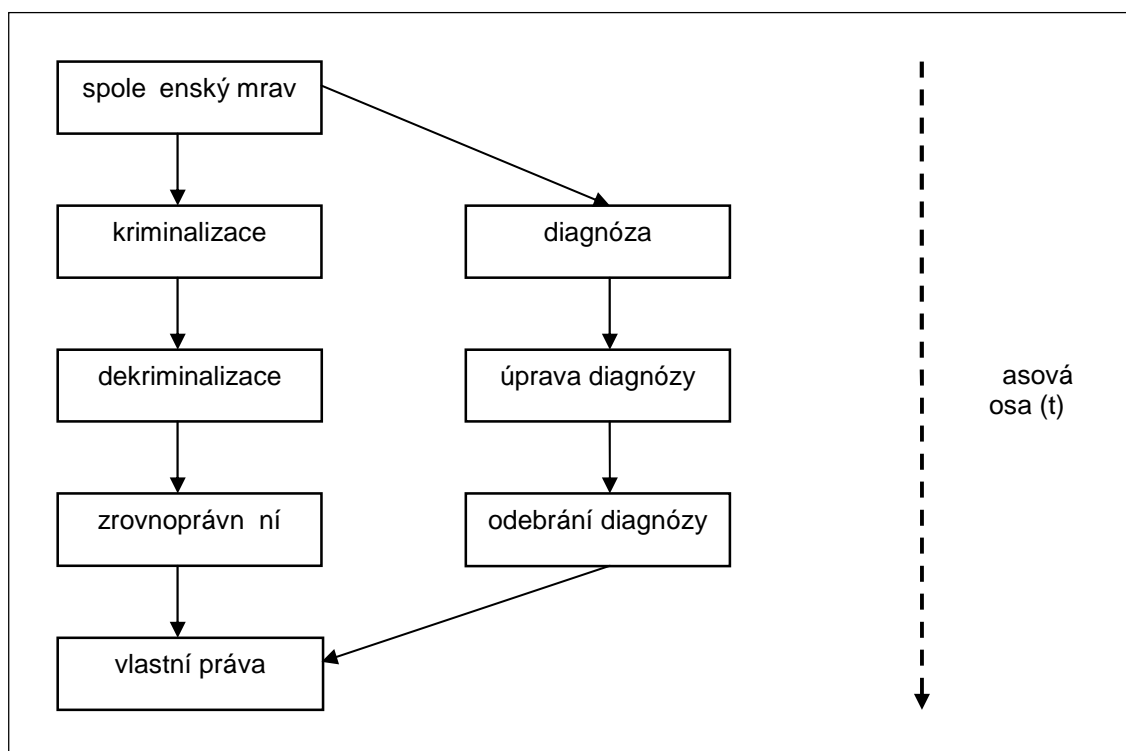 spole enský mrav
kriminalizace
diagnóza
dekriminalizace
úprava diagnózy
asová
osa (t)
zrovnoprávn ní
odebrání diagnózy
vlastní práva